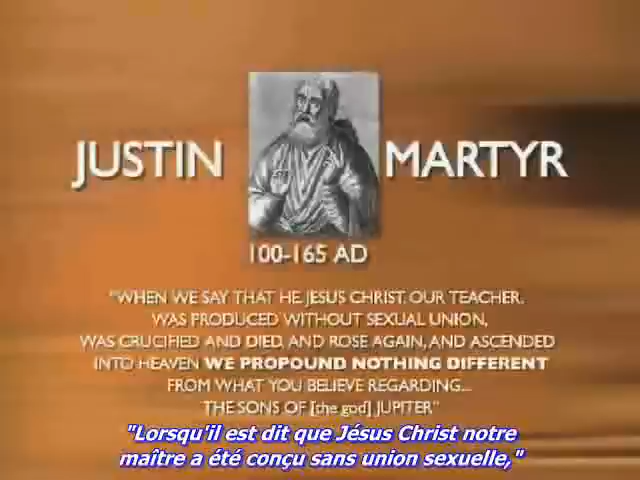 JUSTIN MARTYR
100-165 AD
"WHEN WE SAY THAT HE, JESUS CHRIST, OUR TEACHER,
WAS PRODUCED WITHOUT SEXUAL UNION,
WAS CRUCIFIED AND DIED, AND ROSE AGAIN, AND ASCENDED
INTO HEAVEN WE PROPOUND NOTHING DIFFERENT
FROM WHAT YOU BELIEVE REGARDING...
THE SONS OF [the god] JUPITER"
"Lorsqu'il est dit que Jésus Christ notre
maître a été conçu sans union sexuelle,"